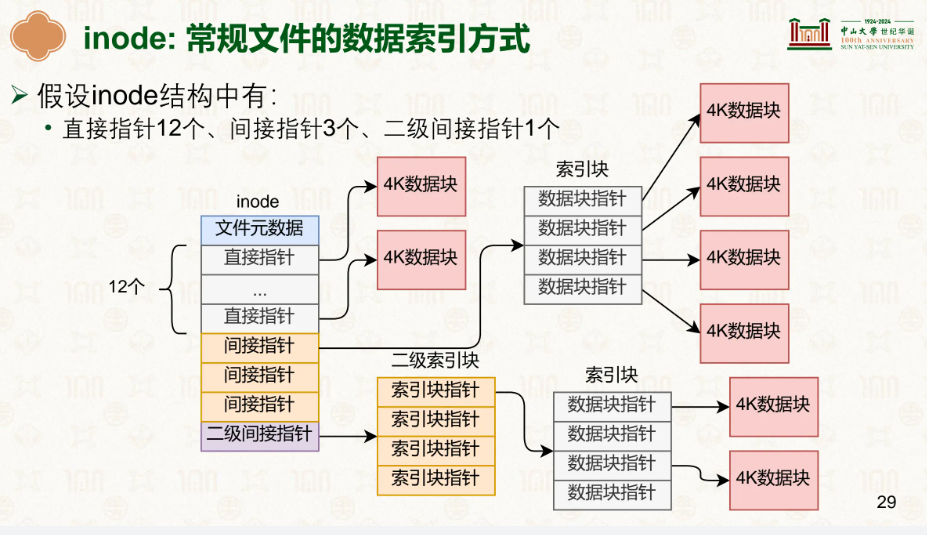 inode: 常规文件的数据索引方式
1924-2024
中山大學 世纪华诞
100th ANNIVERSARY
SUN YAT-SEN UNIVERSITY
➢ 假设inode结构中有：
• 直接指针12个、间接指针3个、二级间接指针1个
inode
文件元数据
直接指针
...
直接指针
间接指针
间接指针
间接指针
二级间接指针
12个
4K数据块
4K数据块
索引块
数据块指针
数据块指针
数据块指针
数据块指针
4K数据块
4K数据块
4K数据块
4K数据块
二级索引块
索引块指针
索引块指针
索引块指针
索引块指针
索引块
数据块指针
数据块指针
数据块指针
数据块指针
4K数据块
4K数据块
29